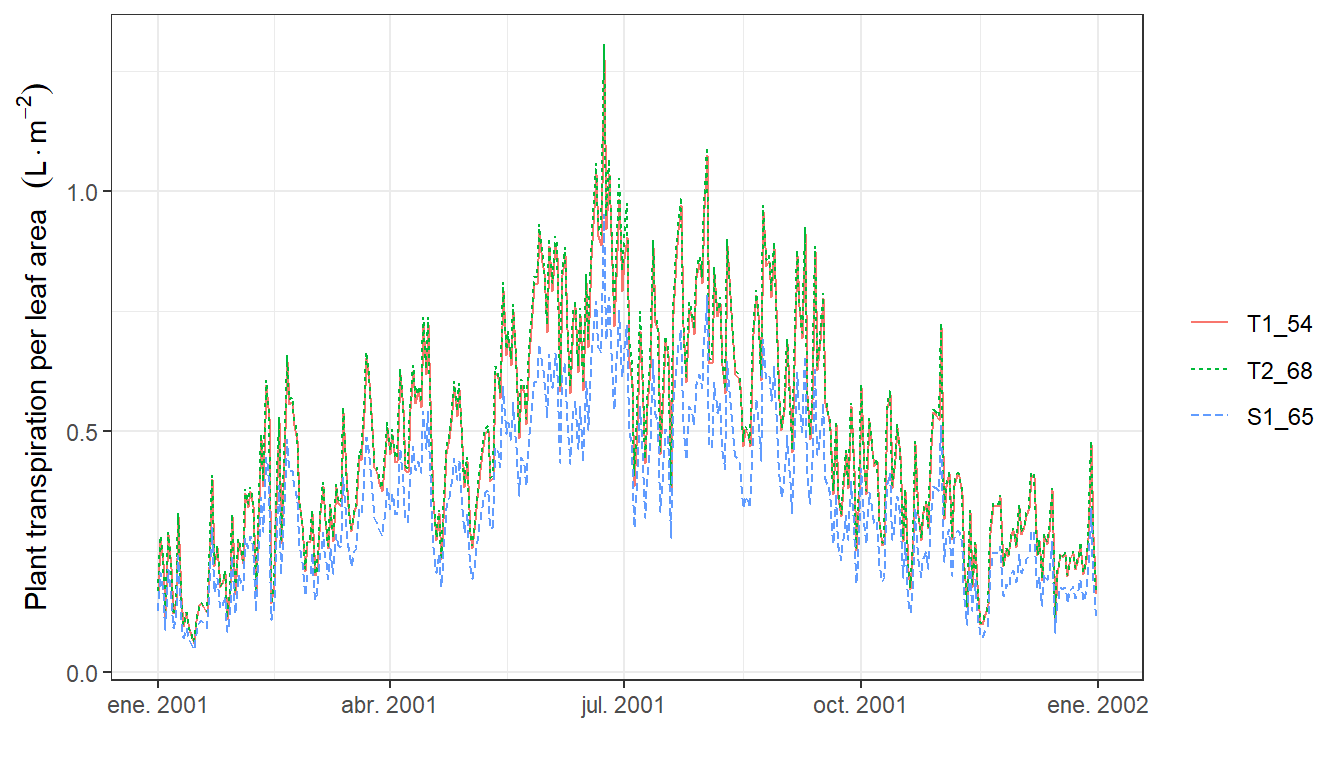 Plant transpiration per leaf area (L · m⁻²)
1.0
0.5
0.0
ene. 2001
abr. 2001
jul. 2001
oct. 2001
ene. 2002
T1_54
T2_68
S1_65